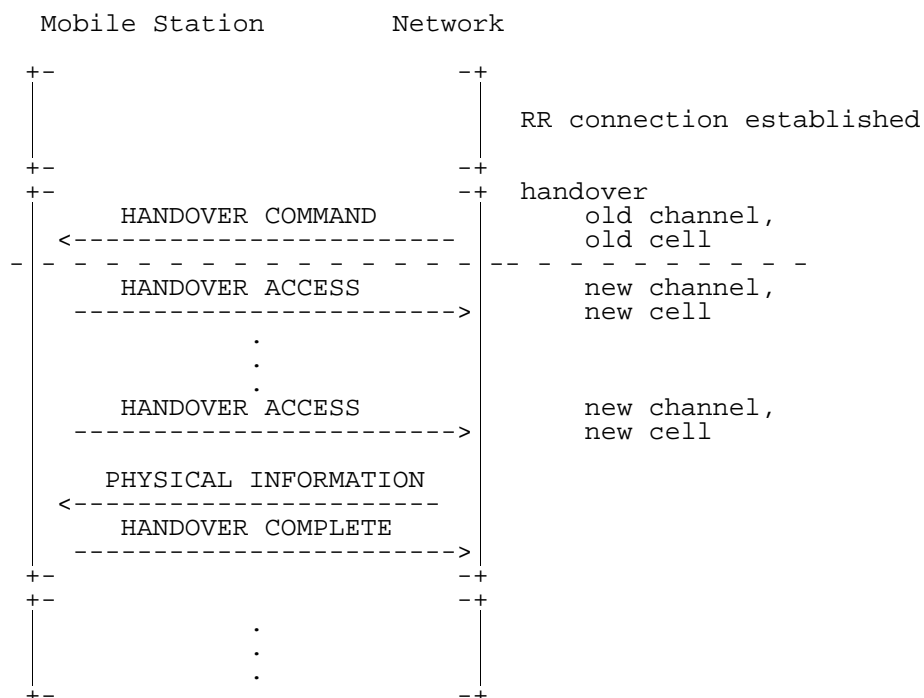 Mobile Station Network
+- -+
RR connection established
+- -+
+- -+ handover
HANDOVER COMMAND old channel,
<------------------------ old cell
- - - - - - - - - - - - - - - -- - - - - - - - - -
HANDOVER ACCESS new channel,
------------------------> new cell
.
.
.
HANDOVER ACCESS new channel,
------------------------> new cell
PHYSICAL INFORMATION
<-----------------------
HANDOVER COMPLETE
------------------------>
+- -+
+- -+
.
.
.
+- -+